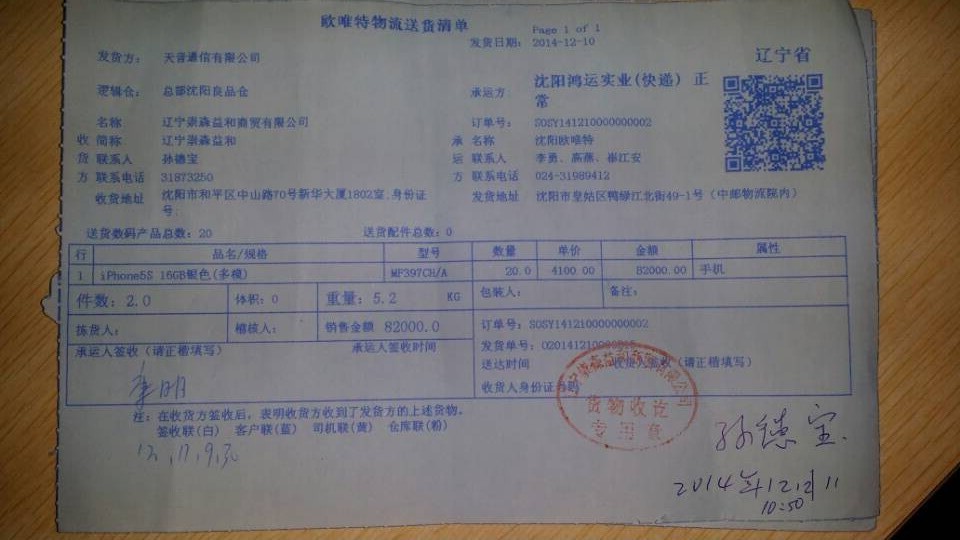 欧唯特物流送货清单
Page 1 of 1
发货日期：2014-12-10
辽宁省
发货方：天音通信有限公司
逻辑仓：总部沈阳良品仓
承运方 沈阳鸿运实业(快递) 正常
名称 辽宁崇森益和商贸有限公司
订单号：SOSY141210000000002
收 简称 辽宁崇森益和
承 名称 沈阳欧唯特
货 联系人 孙德宝
运 联系人 李勇、高燕、崔江安
方 联系电话 31873250
方 联系电话 024-31989412
收货地址 沈阳市和平区中山路70号新华大厦1802室,身份证号:
发货地址 沈阳市皇姑区鸭绿江北街49-1号（中邮物流院内）
送货数码产品总数：20 送货配件总数：0
行 品名/规格 型号 数量 单价 金额 属性
1 iPhone5S 16GB银色(多模) MF397CH/A 20.0 4100.00 82000.00 手机
件数：2.0 体积：0 重量：5.2 KG 包装人： 备注：
拣货人： 稽核人： 销售金额 82000.0 订单号：SOSY141210000000002
发货单号：
承运人签收（请正楷填写） 承运人签收时间
送达时间 收货人签收（请正楷填写）
收货人身份证号码
货物收讫
专用章
注：在收货方签收后，表明收货方收到了发货方的上述货物。
签收联(白) 客户联(蓝) 司机联(黄) 仓库联(粉)
孙德宝
10:50